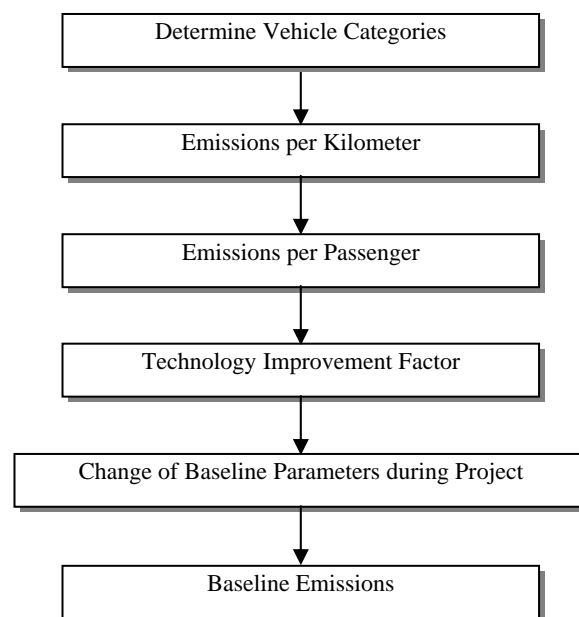 Determine Vehicle Categories
Emissions per Kilometer
Emissions per Passenger
Technology Improvement Factor
Change of Baseline Parameters during Project
Baseline Emissions